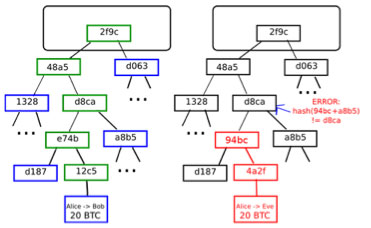 2f9c
48a5
d063
1328
d8ca
e74b
a8b5
d187
12c5
Alice -> Bob
20 BTC
2f9c
48a5
d063
1328
d8ca
ERROR:
hash(94bc+a8b5)
!= d8ca
94bc
a8b5
d187
4a2f
Alice -> Eve
20 BTC